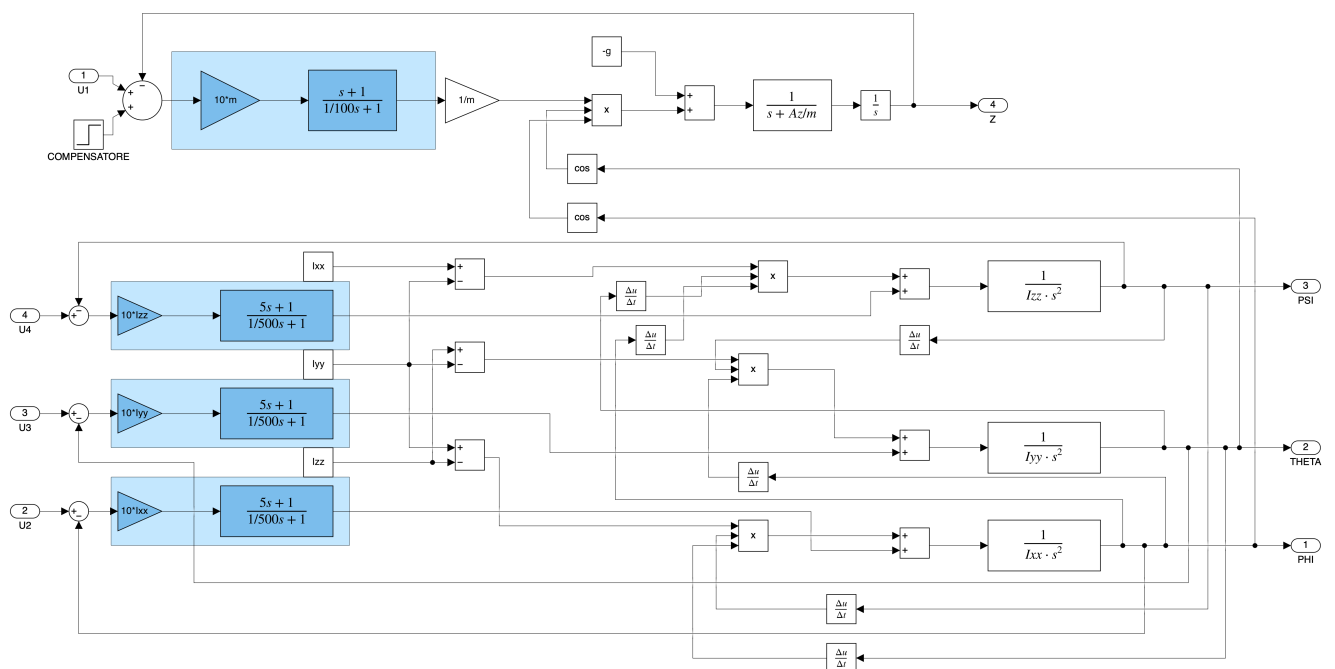 1
U1
COMPENSATORE
+
+
−
10*m
s + 1
1/100s + 1
1/m
-g
x
+
+
1
s + Az/m
1
s
4
Z
cos
cos
Ixx
+
−
x
Δu
Δt
Δu
Δt
+
+
1
Izz · s²
3
PSI
4
U4
+
−
10*Izz
5s + 1
1/500s + 1
Iyy
+
−
x
Δu
Δt
3
U3
+
−
10*Iyy
5s + 1
1/500s + 1
Izz
+
−
+
+
1
Iyy · s²
2
THETA
Δu
Δt
2
U2
+
−
10*Ixx
5s + 1
1/500s + 1
x
+
+
1
Ixx · s²
1
PHI
Δu
Δt
Δu
Δt